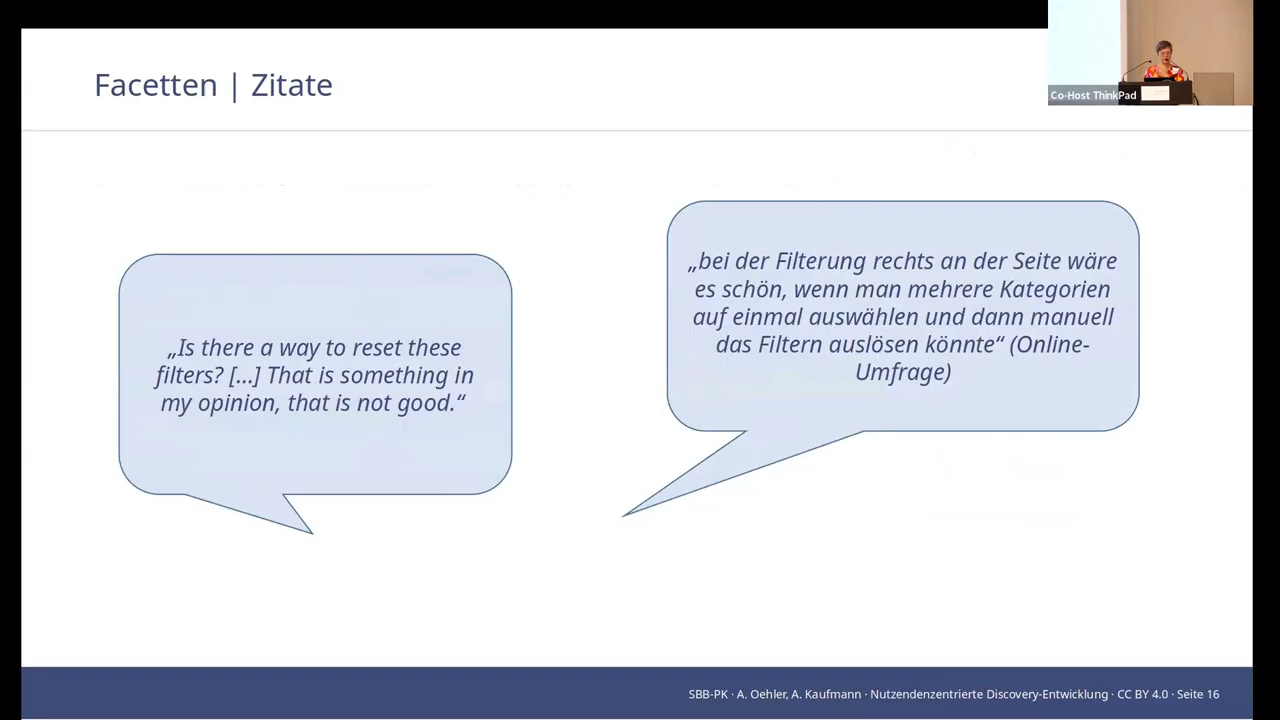 Facetten | Zitate
Co-Host ThinkPad
„Is there a way to reset these
filters? [...] That is something in
my opinion, that is not good.“
„bei der Filterung rechts an der Seite wäre
es schön, wenn man mehrere Kategorien
auf einmal auswählen und dann manuell
das Filtern auslösen könnte“ (Online-
Umfrage)
SBB-PK · A. Oehler, A. Kaufmann · Nutzendenzentrierte Discovery-Entwicklung · CC BY 4.0 · Seite 16